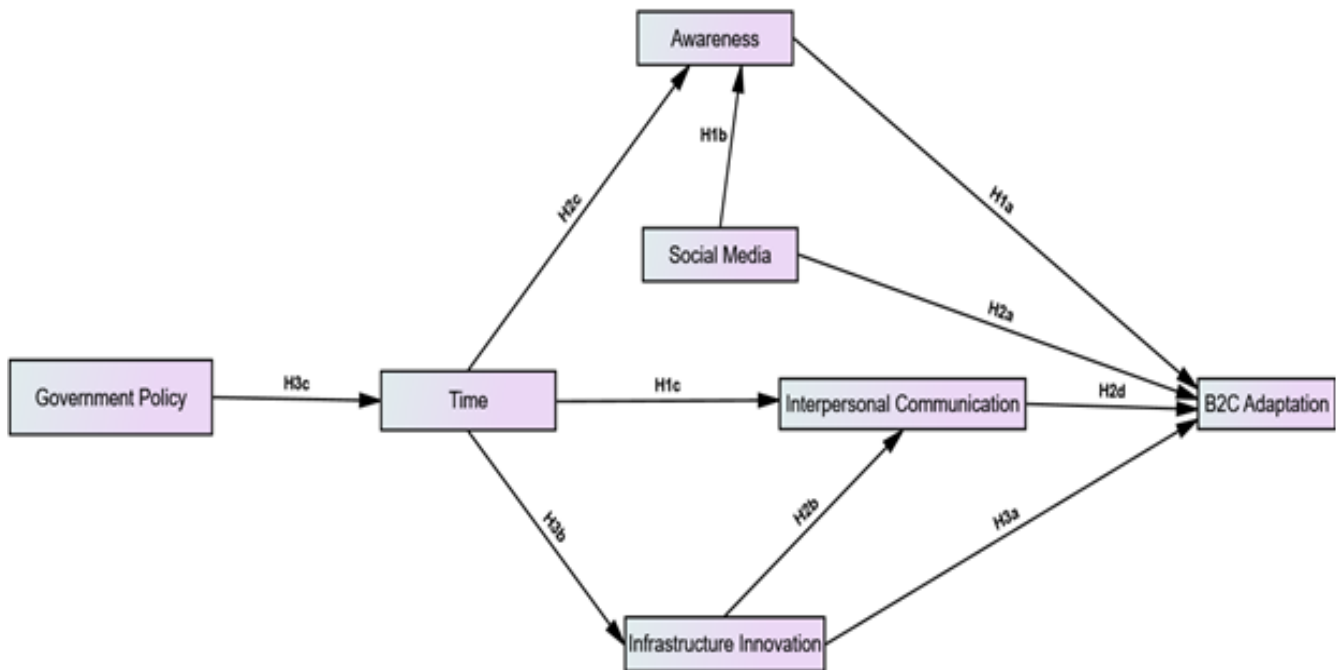 Awareness
H1b
H2c
H1a
Social Media
H2a
Government Policy
H3c
Time
H1c
Interpersonal Communication
H2d
B2C Adaptation
H3b
H2b
H3a
Infrastructure Innovation